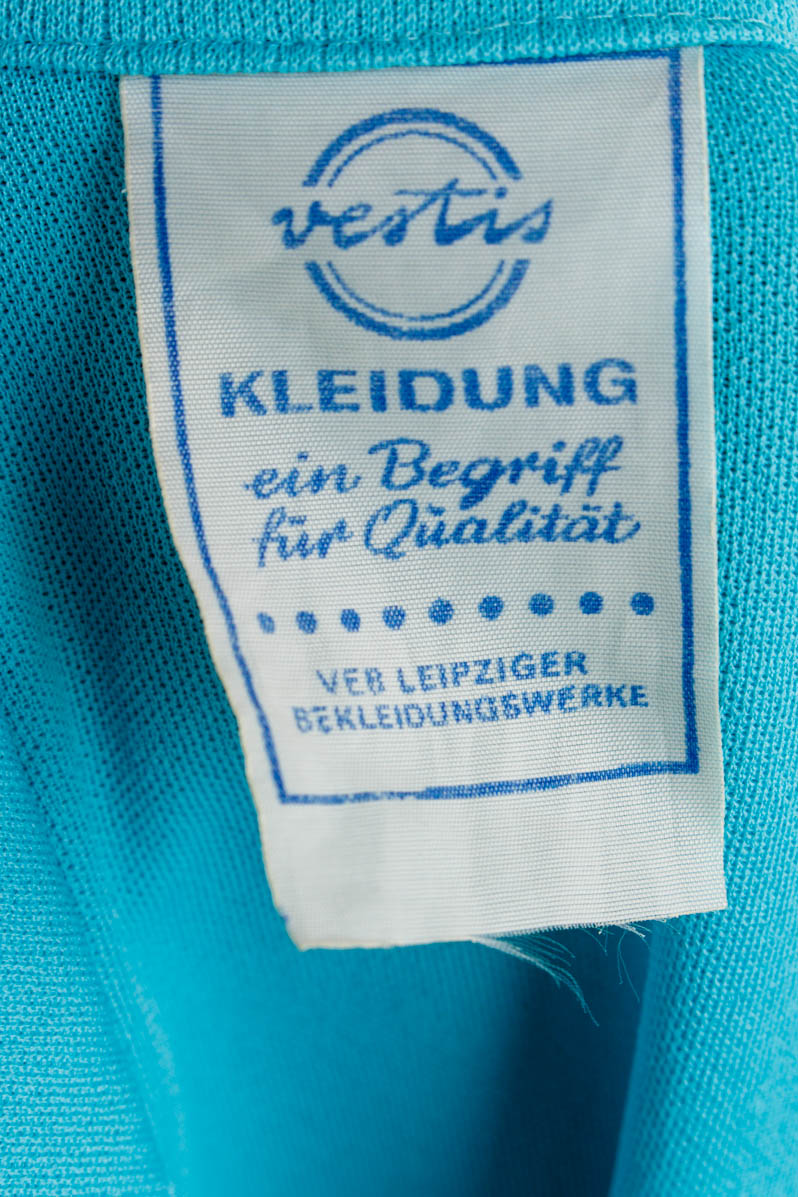 vestis
KLEIDUNG
ein Begriff
für Qualität
VEB LEIPZIGER
BEKLEIDUNGSWERKE